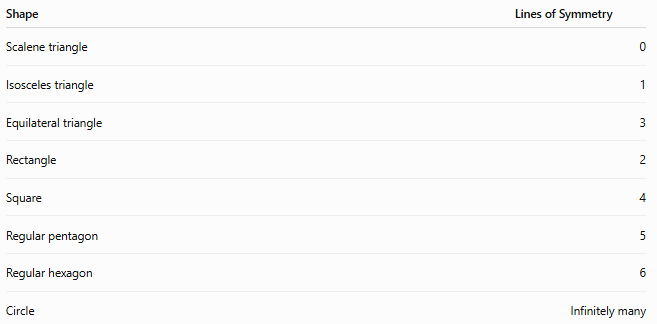 Shape Lines of Symmetry
Scalene triangle 0
Isosceles triangle 1
Equilateral triangle 3
Rectangle 2
Square 4
Regular pentagon 5
Regular hexagon 6
Circle Infinitely many